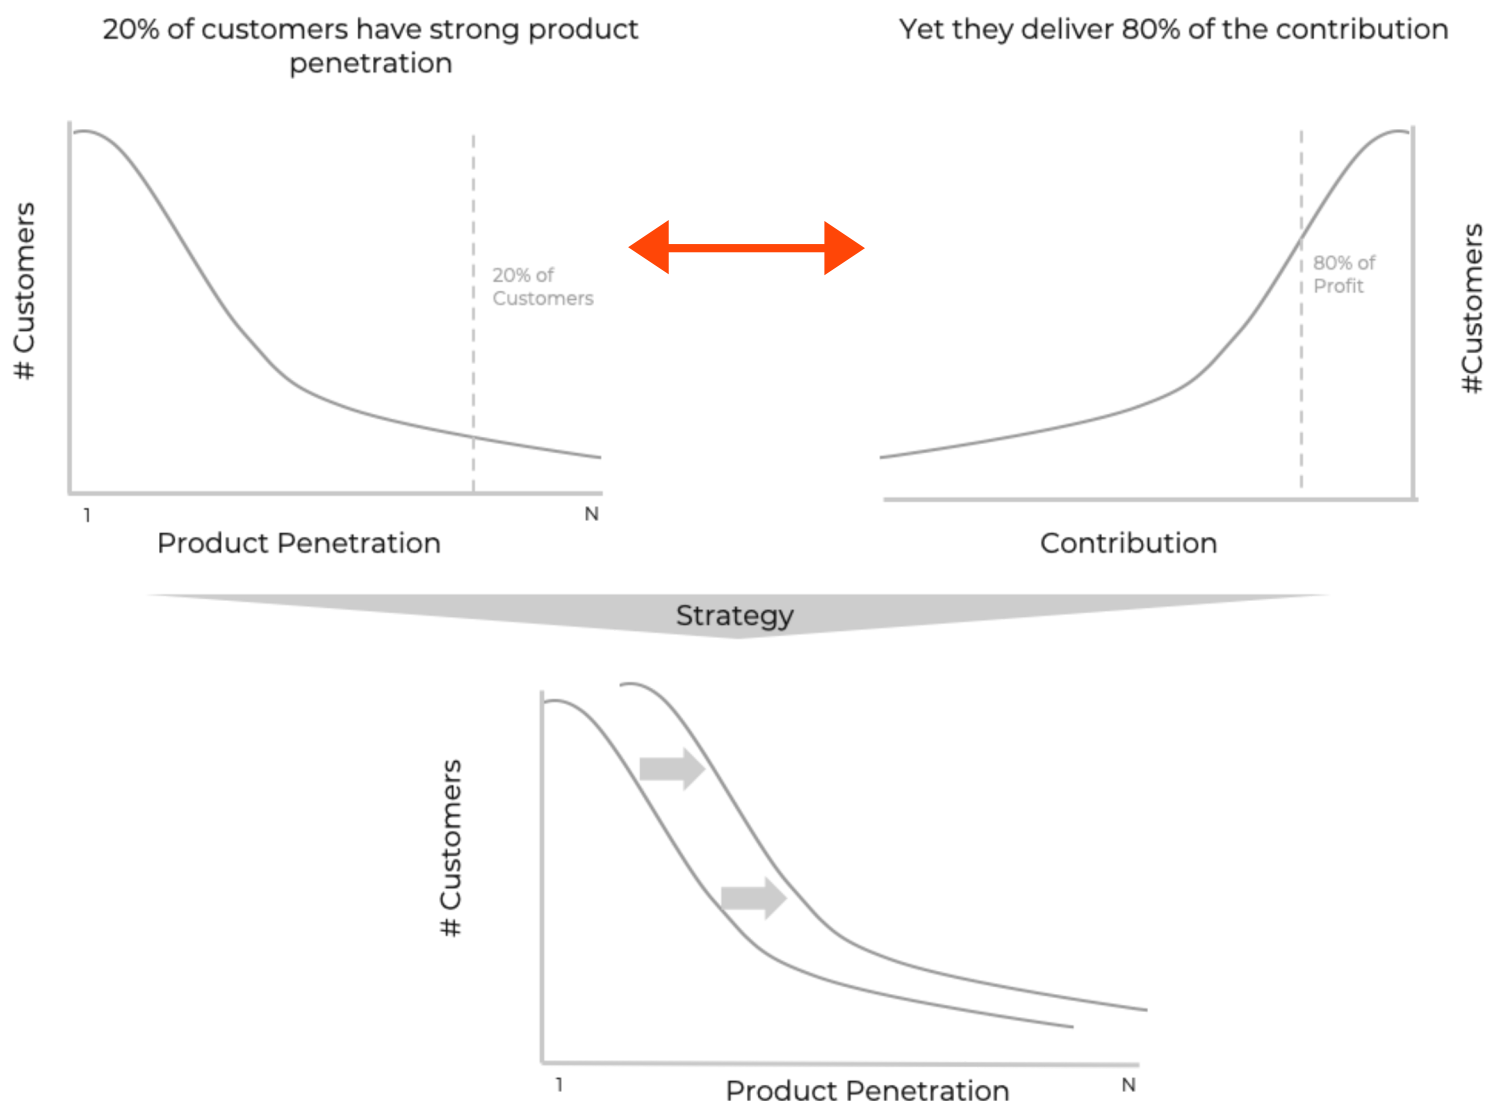 20% of customers have strong product
penetration
Yet they deliver 80% of the contribution
# Customers
20% of
Customers
1
N
Product Penetration
80% of
Profit
#Customers
Contribution
Strategy
# Customers
1
N
Product Penetration